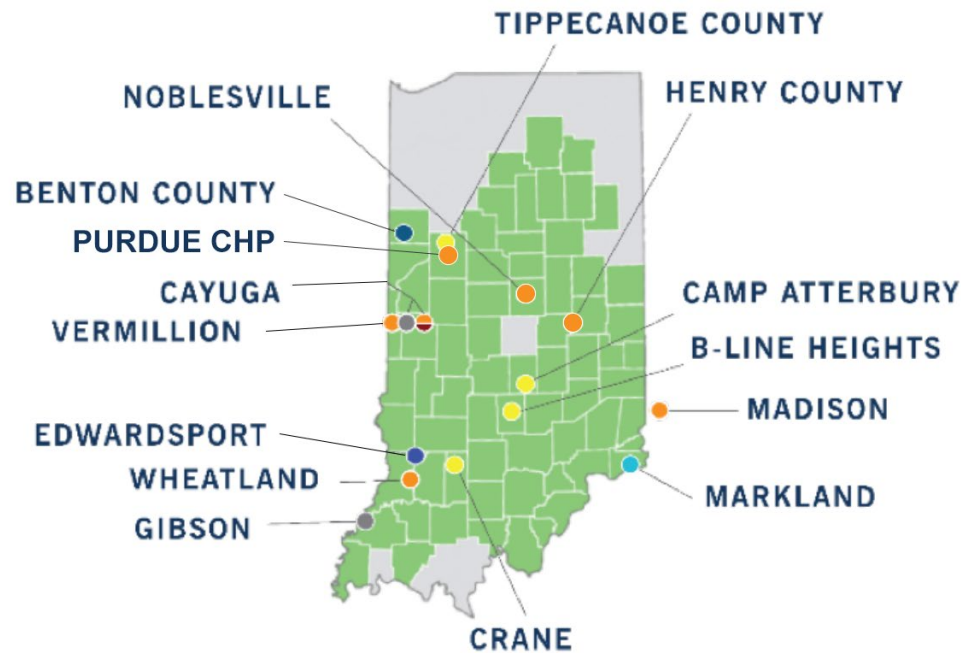 TIPPECANOE COUNTY
NOBLESVILLE
HENRY COUNTY
BENTON COUNTY
PURDUE CHP
CAYUGA
VERMILLION
CAMP ATTERBURY
B-LINE HEIGHTS
MADISON
EDWARDSPORT
WHEATLAND
MARKLAND
GIBSON
CRANE